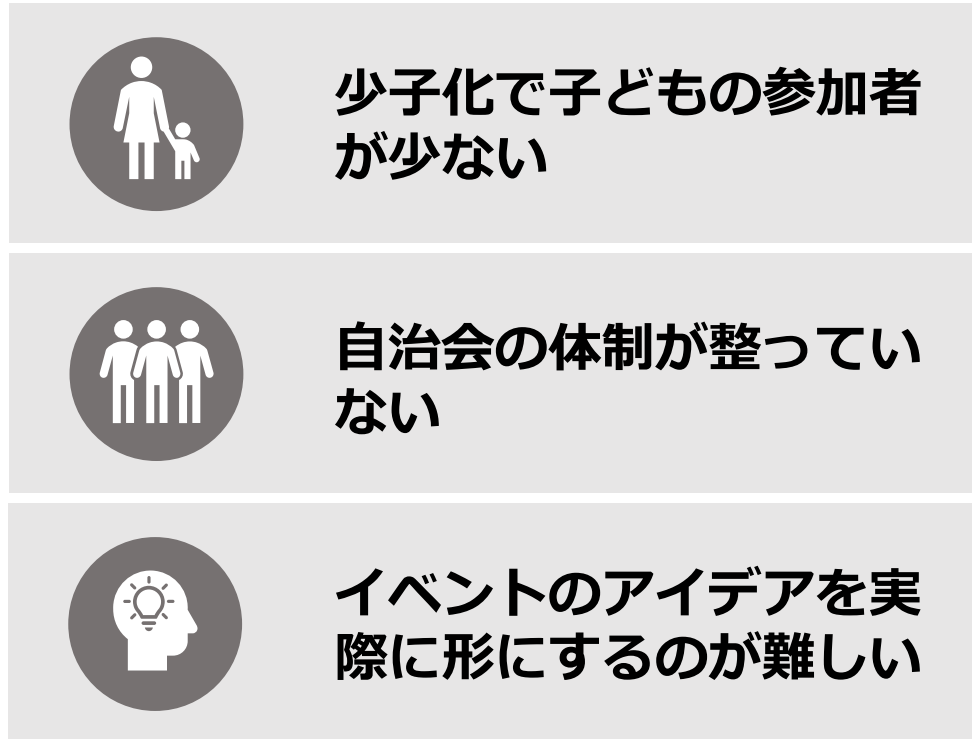 少子化で子どもの参加者
が少ない
自治会の体制が整ってい
ない
イベントのアイデアを実
際に形にするのが難しい